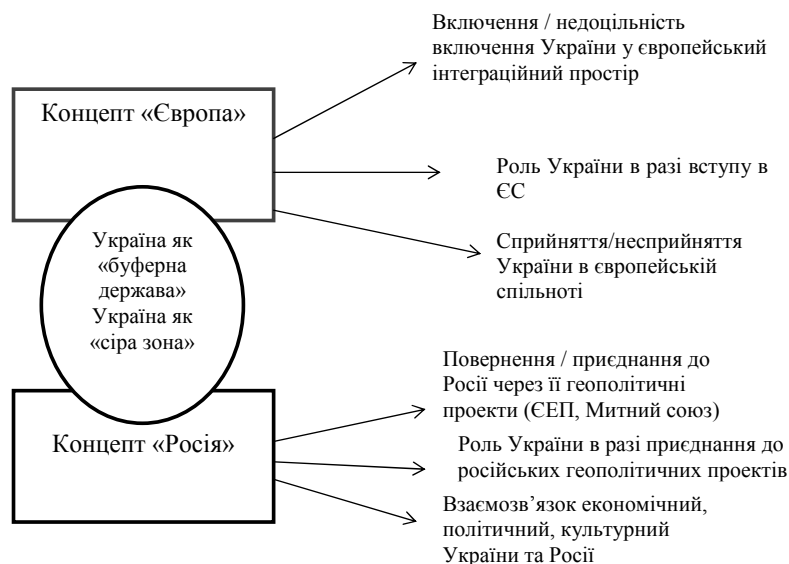 Включення / недоцільність
включення України у європейський
інтеграційний простір
Концепт «Європа»
Роль України в разі вступу в
ЄС
Сприйняття/несприйняття
України в європейській
спільноті
Україна як
«буферна
держава»
Україна як
«сіра зона»
Повернення / приєднання до
Росії через її геополітичні
проекти (ЄЕП, Митний союз)
Концепт «Росія»
Роль України в разі приєднання до
російських геополітичних проектів
Взаємозв’язок економічний,
політичний, культурний
України та Росії